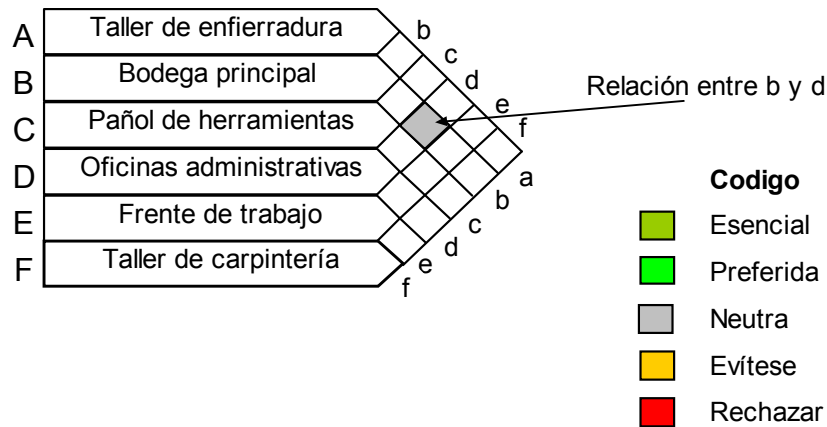 A Taller de enfierradura b
B Bodega principal c
d
Relación entre b y d
C Pañol de herramientas e
f
D Oficinas administrativas a
b
Codigo
E Frente de trabajo c
Esencial
F Taller de carpintería d
e
f
Preferida
Neutra
Evítese
Rechazar